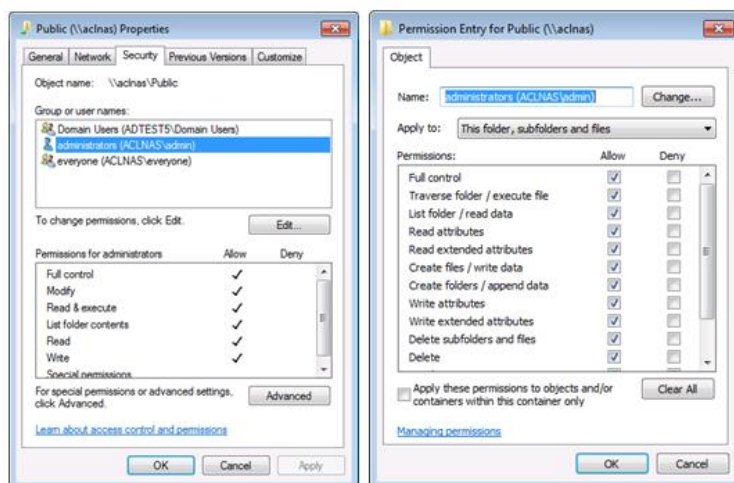 Public (\\aclnas) Properties
General Network Security Previous Versions Customize
Object name: \\aclnas\Public
Group or user names:
Domain Users (ADTEST5\Domain Users)
administrators (ACLNAS\admin)
everyone (ACLNAS\everyone)
To change permissions, click Edit.
Edit...
Permissions for administrators Allow Deny
Full control
Modify
Read & execute
List folder contents
Read
Write
Special permissions
For special permissions or advanced settings,
click Advanced.
Advanced
Learn about access control and permissions
OK Cancel Apply
Permission Entry for Public (\\aclnas)
Object
Name: administrators (ACLNAS\admin) Change...
Apply to: This folder, subfolders and files
Permissions: Allow Deny
Full control
Traverse folder / execute file
List folder / read data
Read attributes
Read extended attributes
Create files / write data
Create folders / append data
Write attributes
Write extended attributes
Delete subfolders and files
Delete
Apply these permissions to objects and/or
containers within this container only
Clear All
Managing permissions
OK Cancel